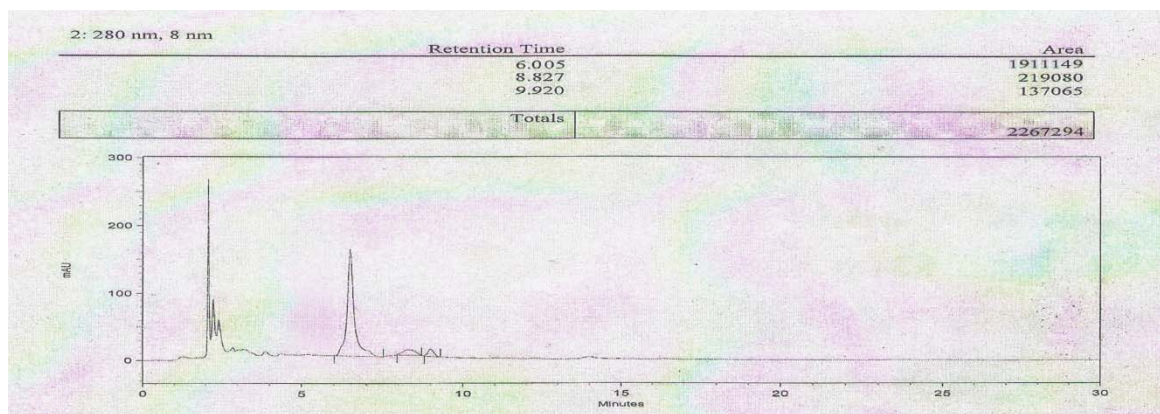 2: 280 nm, 8 nm
Retention Time Area
6.005 1911149
8.827 219080
9.920 137065
Totals
2267294
300
200
mAU
100
0
0 5 10 15 20 25 30
Minutes